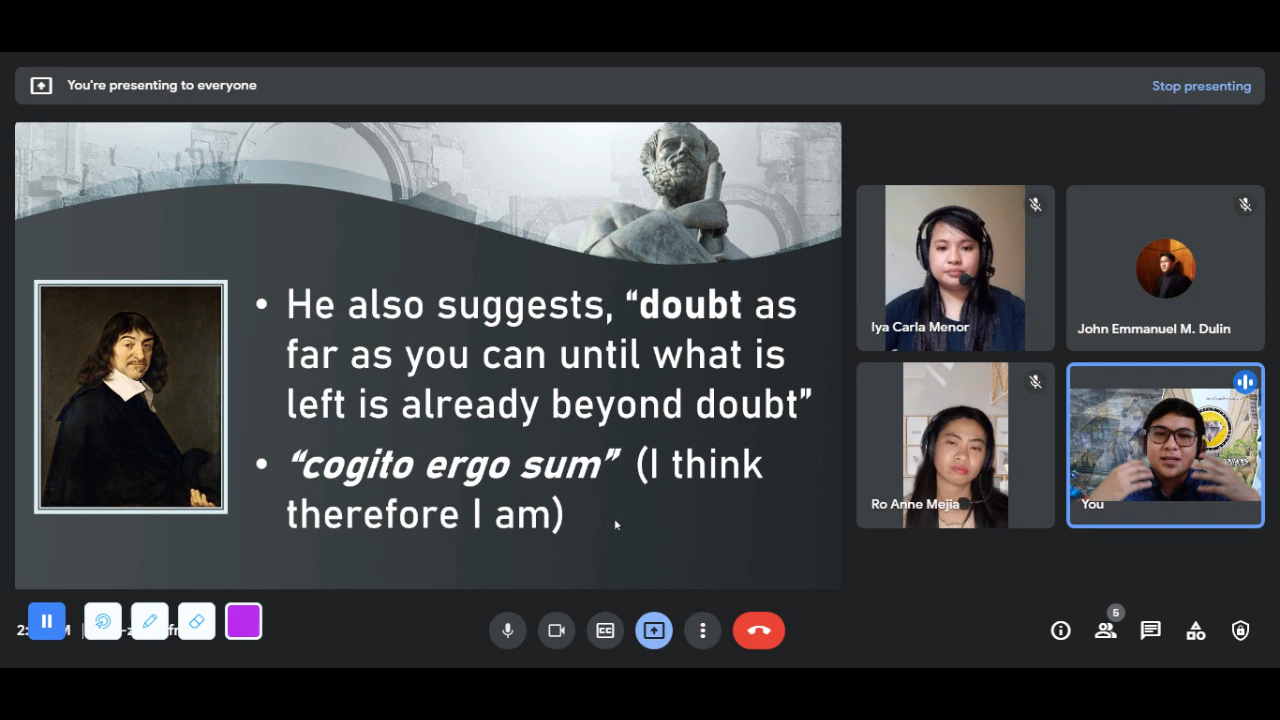 You're presenting to everyone
Stop presenting
He also suggests, “doubt as
far as you can until what is
left is already beyond doubt”
“cogito ergo sum” (I think
therefore I am)
Iya Carla Menor
John Emmanuel M. Dulin
Ro Anne Mejia
You
CC
5